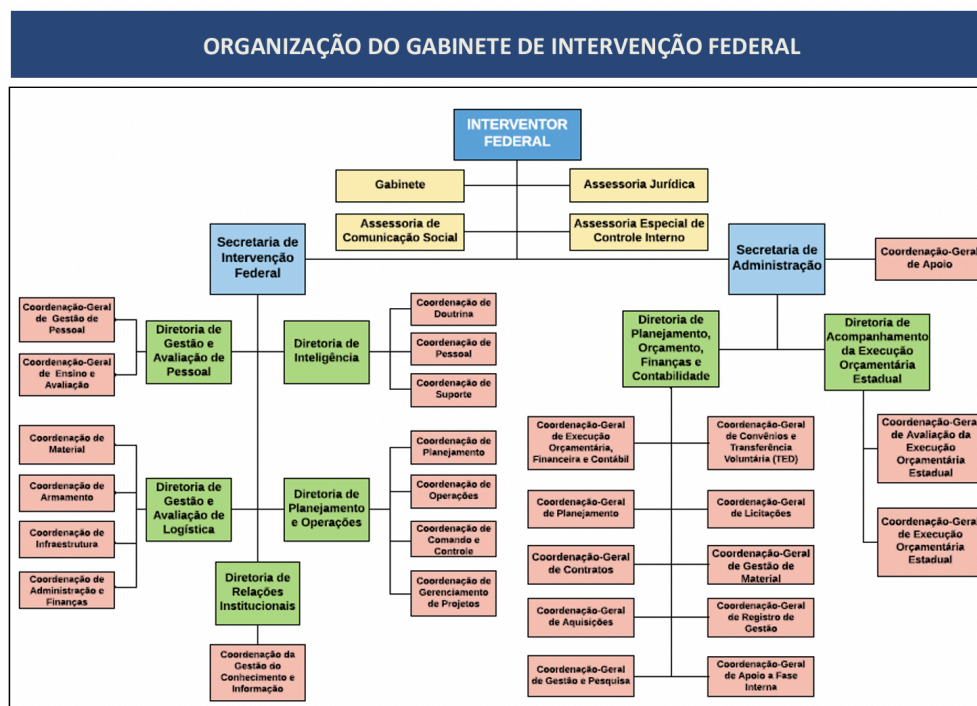 ORGANIZAÇÃO DO GABINETE DE INTERVENÇÃO FEDERAL
INTERVENTOR
FEDERAL
Gabinete
Assessoria Jurídica
Assessoria de
Comunicação Social
Assessoria Especial de
Controle Interno
Secretaria de
Intervenção
Federal
Secretaria de
Administração
Coordenação-Geral
de Apoio
Coordenação-Geral
de Gestão de
Pessoal
Coordenação-Geral
de Ensino e
Avaliação
Diretoria de
Gestão e
Avaliação de
Pessoal
Diretoria de
Inteligência
Coordenação de
Doutrina
Coordenação de
Pessoal
Coordenação de
Suporte
Coordenação de
Material
Coordenação de
Armamento
Coordenação de
Infraestrutura
Coordenação de
Administração e
Finanças
Diretoria de
Gestão e
Avaliação de
Logística
Diretoria de
Planejamento
e Operações
Coordenação de
Planejamento
Coordenação de
Operações
Coordenação de
Comando e
Controle
Coordenação de
Gerenciamento
de Projetos
Diretoria de
Relações
Institucionais
Coordenação da
Gestão do
Conhecimento e
Informação
Diretoria de
Planejamento,
Orçamento,
Finanças e
Contabilidade
Diretoria de
Acompanhamento
da Execução
Orçamentária
Estadual
Coordenação-Geral
de Execução
Orçamentária,
Financeira e Contábil
Coordenação-Geral
de Convênios e
Transferência
Voluntária (TED)
Coordenação-Geral
de Planejamento
Coordenação-Geral
de Licitações
Coordenação-Geral
de Contratos
Coordenação-Geral
de Gestão de
Material
Coordenação-Geral
de Aquisições
Coordenação-Geral
de Registro de
Gestão
Coordenação-Geral
de Gestão e Pesquisa
Coordenação-Geral
de Apoio a Fase
Interna
Coordenação-Geral
de Avaliação da
Execução
Orçamentária
Estadual
Coordenação-Geral
de Execução
Orçamentária
Estadual